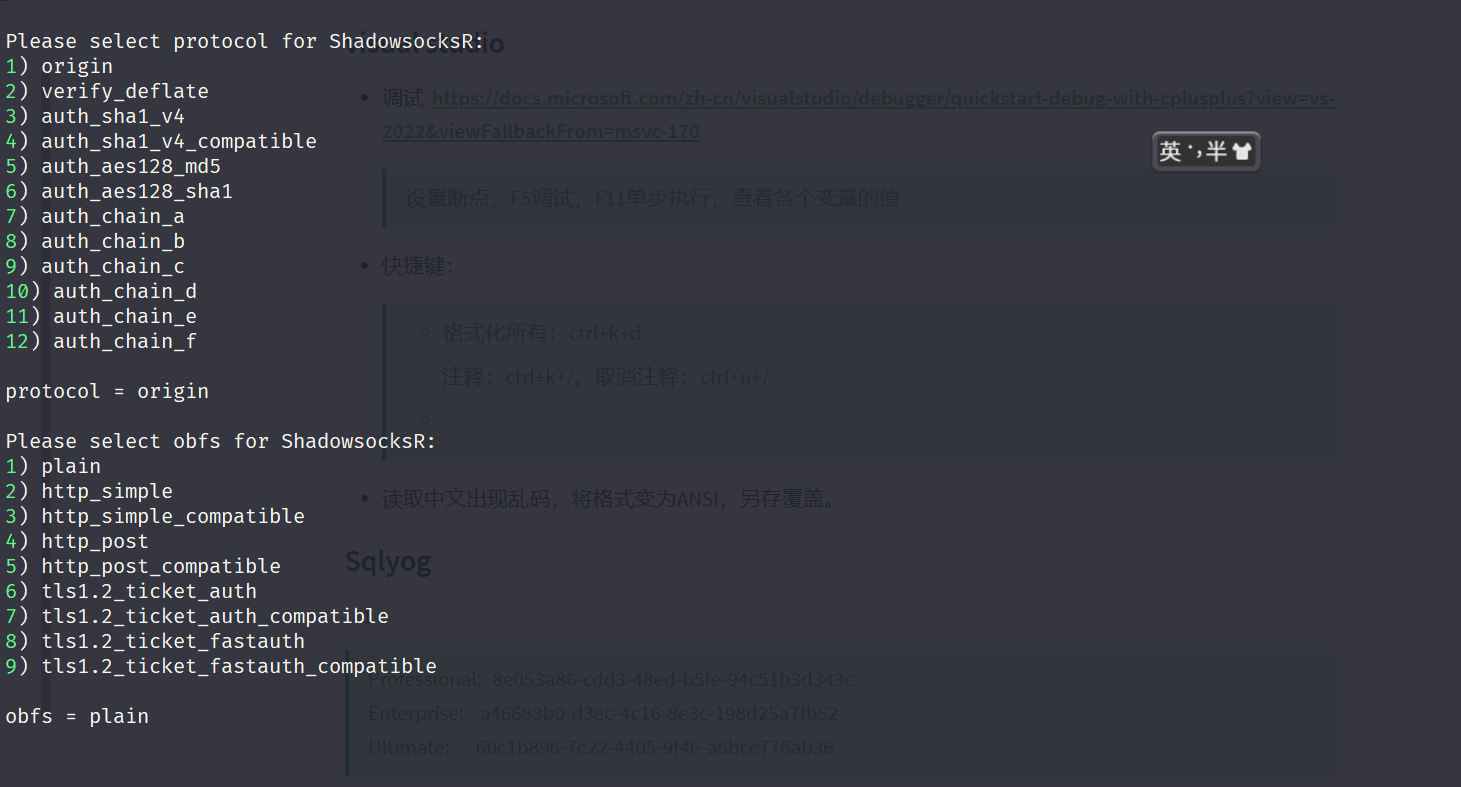 Please select protocol for ShadowsocksR:
1) origin
2) verify_deflate
3) auth_sha1_v4
4) auth_sha1_v4_compatible
5) auth_aes128_md5
6) auth_aes128_sha1
7) auth_chain_a
8) auth_chain_b
9) auth_chain_c
10) auth_chain_d
11) auth_chain_e
12) auth_chain_f
protocol = origin
Please select obfs for ShadowsocksR:
1) plain
2) http_simple
3) http_simple_compatible
4) http_post
5) http_post_compatible
6) tls1.2_ticket_auth
7) tls1.2_ticket_auth_compatible
8) tls1.2_ticket_fastauth
9) tls1.2_ticket_fastauth_compatible
obfs = plain
visual studio
调试 https://docs.microsoft.com/zh-cn/visualstudio/debugger/quickstart-debug-with-cplusplus?view=vs-
2022&viewFallbackFrom=msvc-170
设置断点，F5调试，F11单步执行，查看各个变量的值
快捷键：
格式化所有：ctrl+k+d
注释：ctrl+k+/。取消注释：ctrl+u+/
读取中文出现乱码，将格式变为ANSI，另存覆盖。
Sqlyog
Professional: 8e053a86-cdd3-48ed-b5fe-94c51b3d343c
Enterprise: a46683b0-d3ec-4c16-8e3c-198d25a7fb52
Ultimate: 60c1b896-7c22-4405-9f46-a6bce776ab36
英 ·, 半